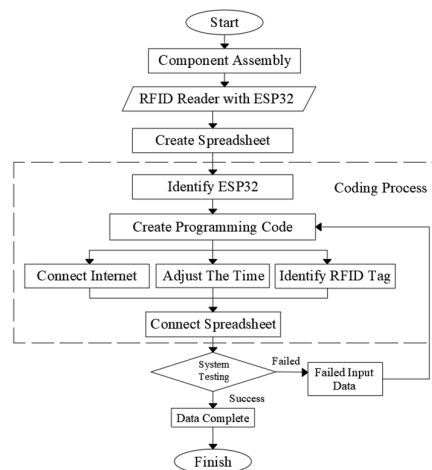 Start
Component Assembly
RFID Reader with ESP32
Create Spreadsheet
Identify ESP32
Coding Process
Create Programming Code
Connect Internet
Adjust The Time
Identify RFID Tag
Connect Spreadsheet
System
Testing
Failed
Failed Input
Data
Success
Data Complete
Finish